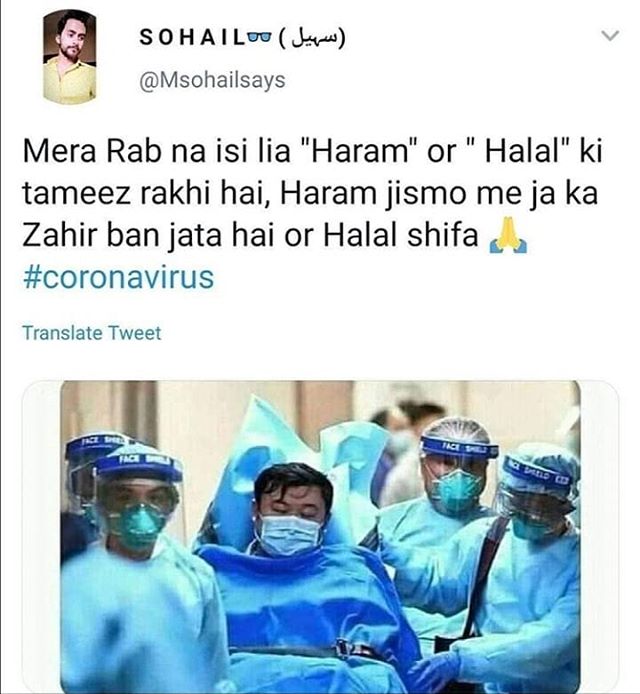 SOHAIL🕶️ (سہیل)
@Msohailsays
Mera Rab na isi lia "Haram" or " Halal" ki
tameez rakhi hai, Haram jismo me ja ka
Zahir ban jata hai or Halal shifa 🙏
#coronavirus
Translate Tweet
FACE SHIELD
FACE SHIELD
FACE SHIELD
FACE SHIELD